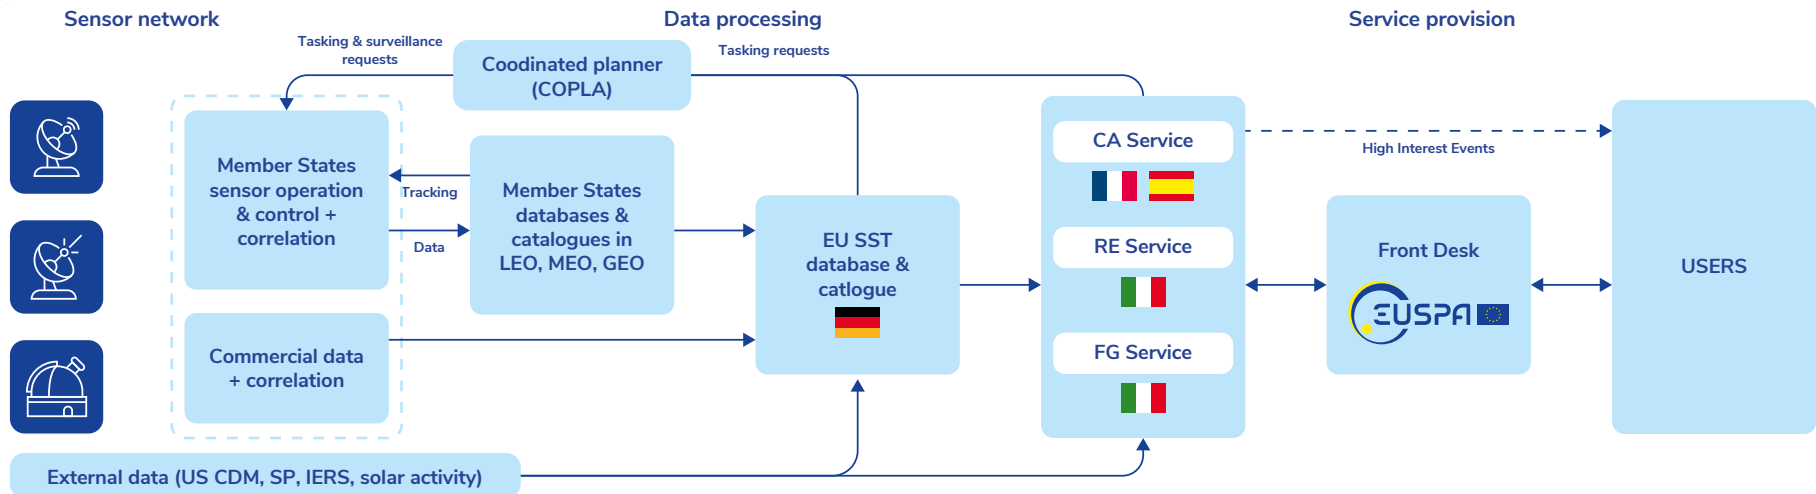 Sensor network
Data processing
Service provision
Tasking & surveillance
requests
Coodinated planner
(COPLA)
Tasking requests
Member States
sensor operation
& control +
correlation
Tracking
Data
Member States
databases &
catalogues in
LEO, MEO, GEO
Commercial data
+ correlation
EU SST
database &
catlogue
CA Service
RE Service
FG Service
High Interest Events
Front Desk
EUSPA
USERS
External data (US CDM, SP, IERS, solar activity)